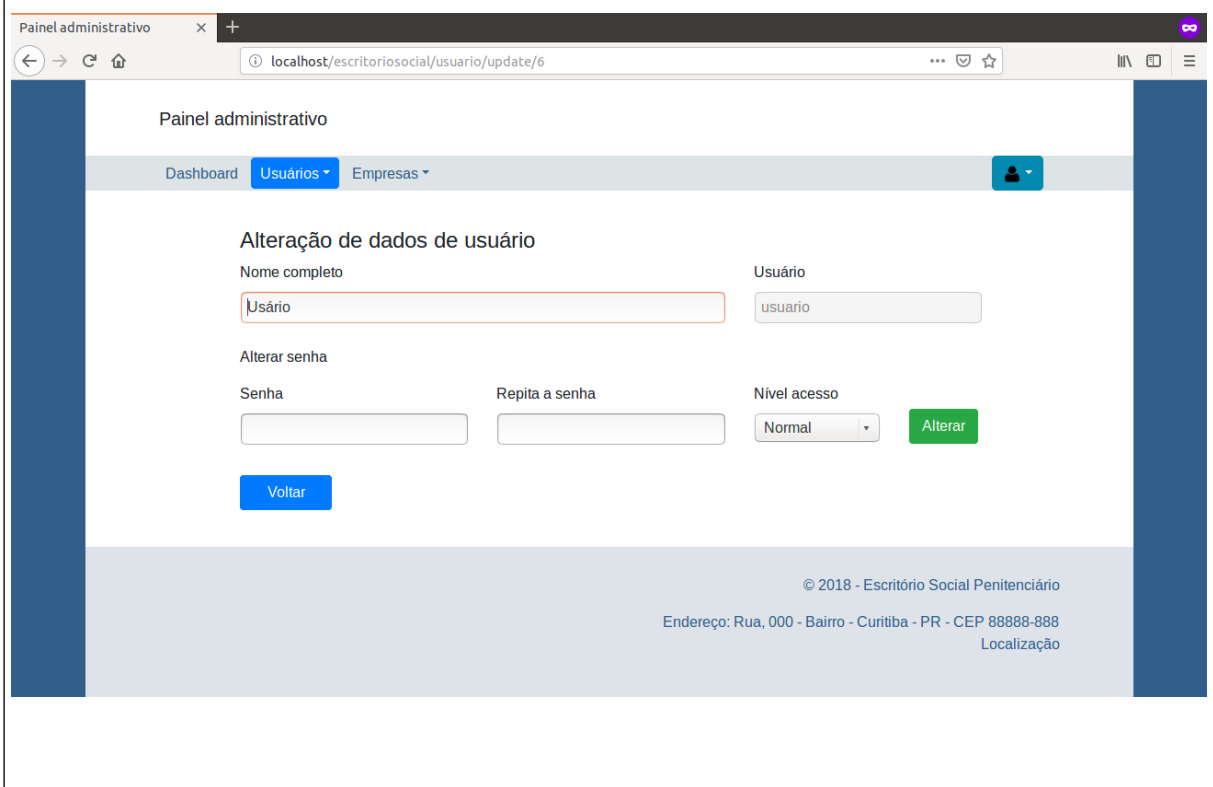 Painel administrativo
localhost/escritoriosocial/usuario/update/6
Painel administrativo
Dashboard Usuários Empresas
Alteração de dados de usuário
Nome completo Usuário
Usário usuario
Alterar senha
Senha Repita a senha Nível acesso
Normal Alterar
Voltar
© 2018 - Escritório Social Penitenciário
Endereço: Rua, 000 - Bairro - Curitiba - PR - CEP 88888-888
Localização